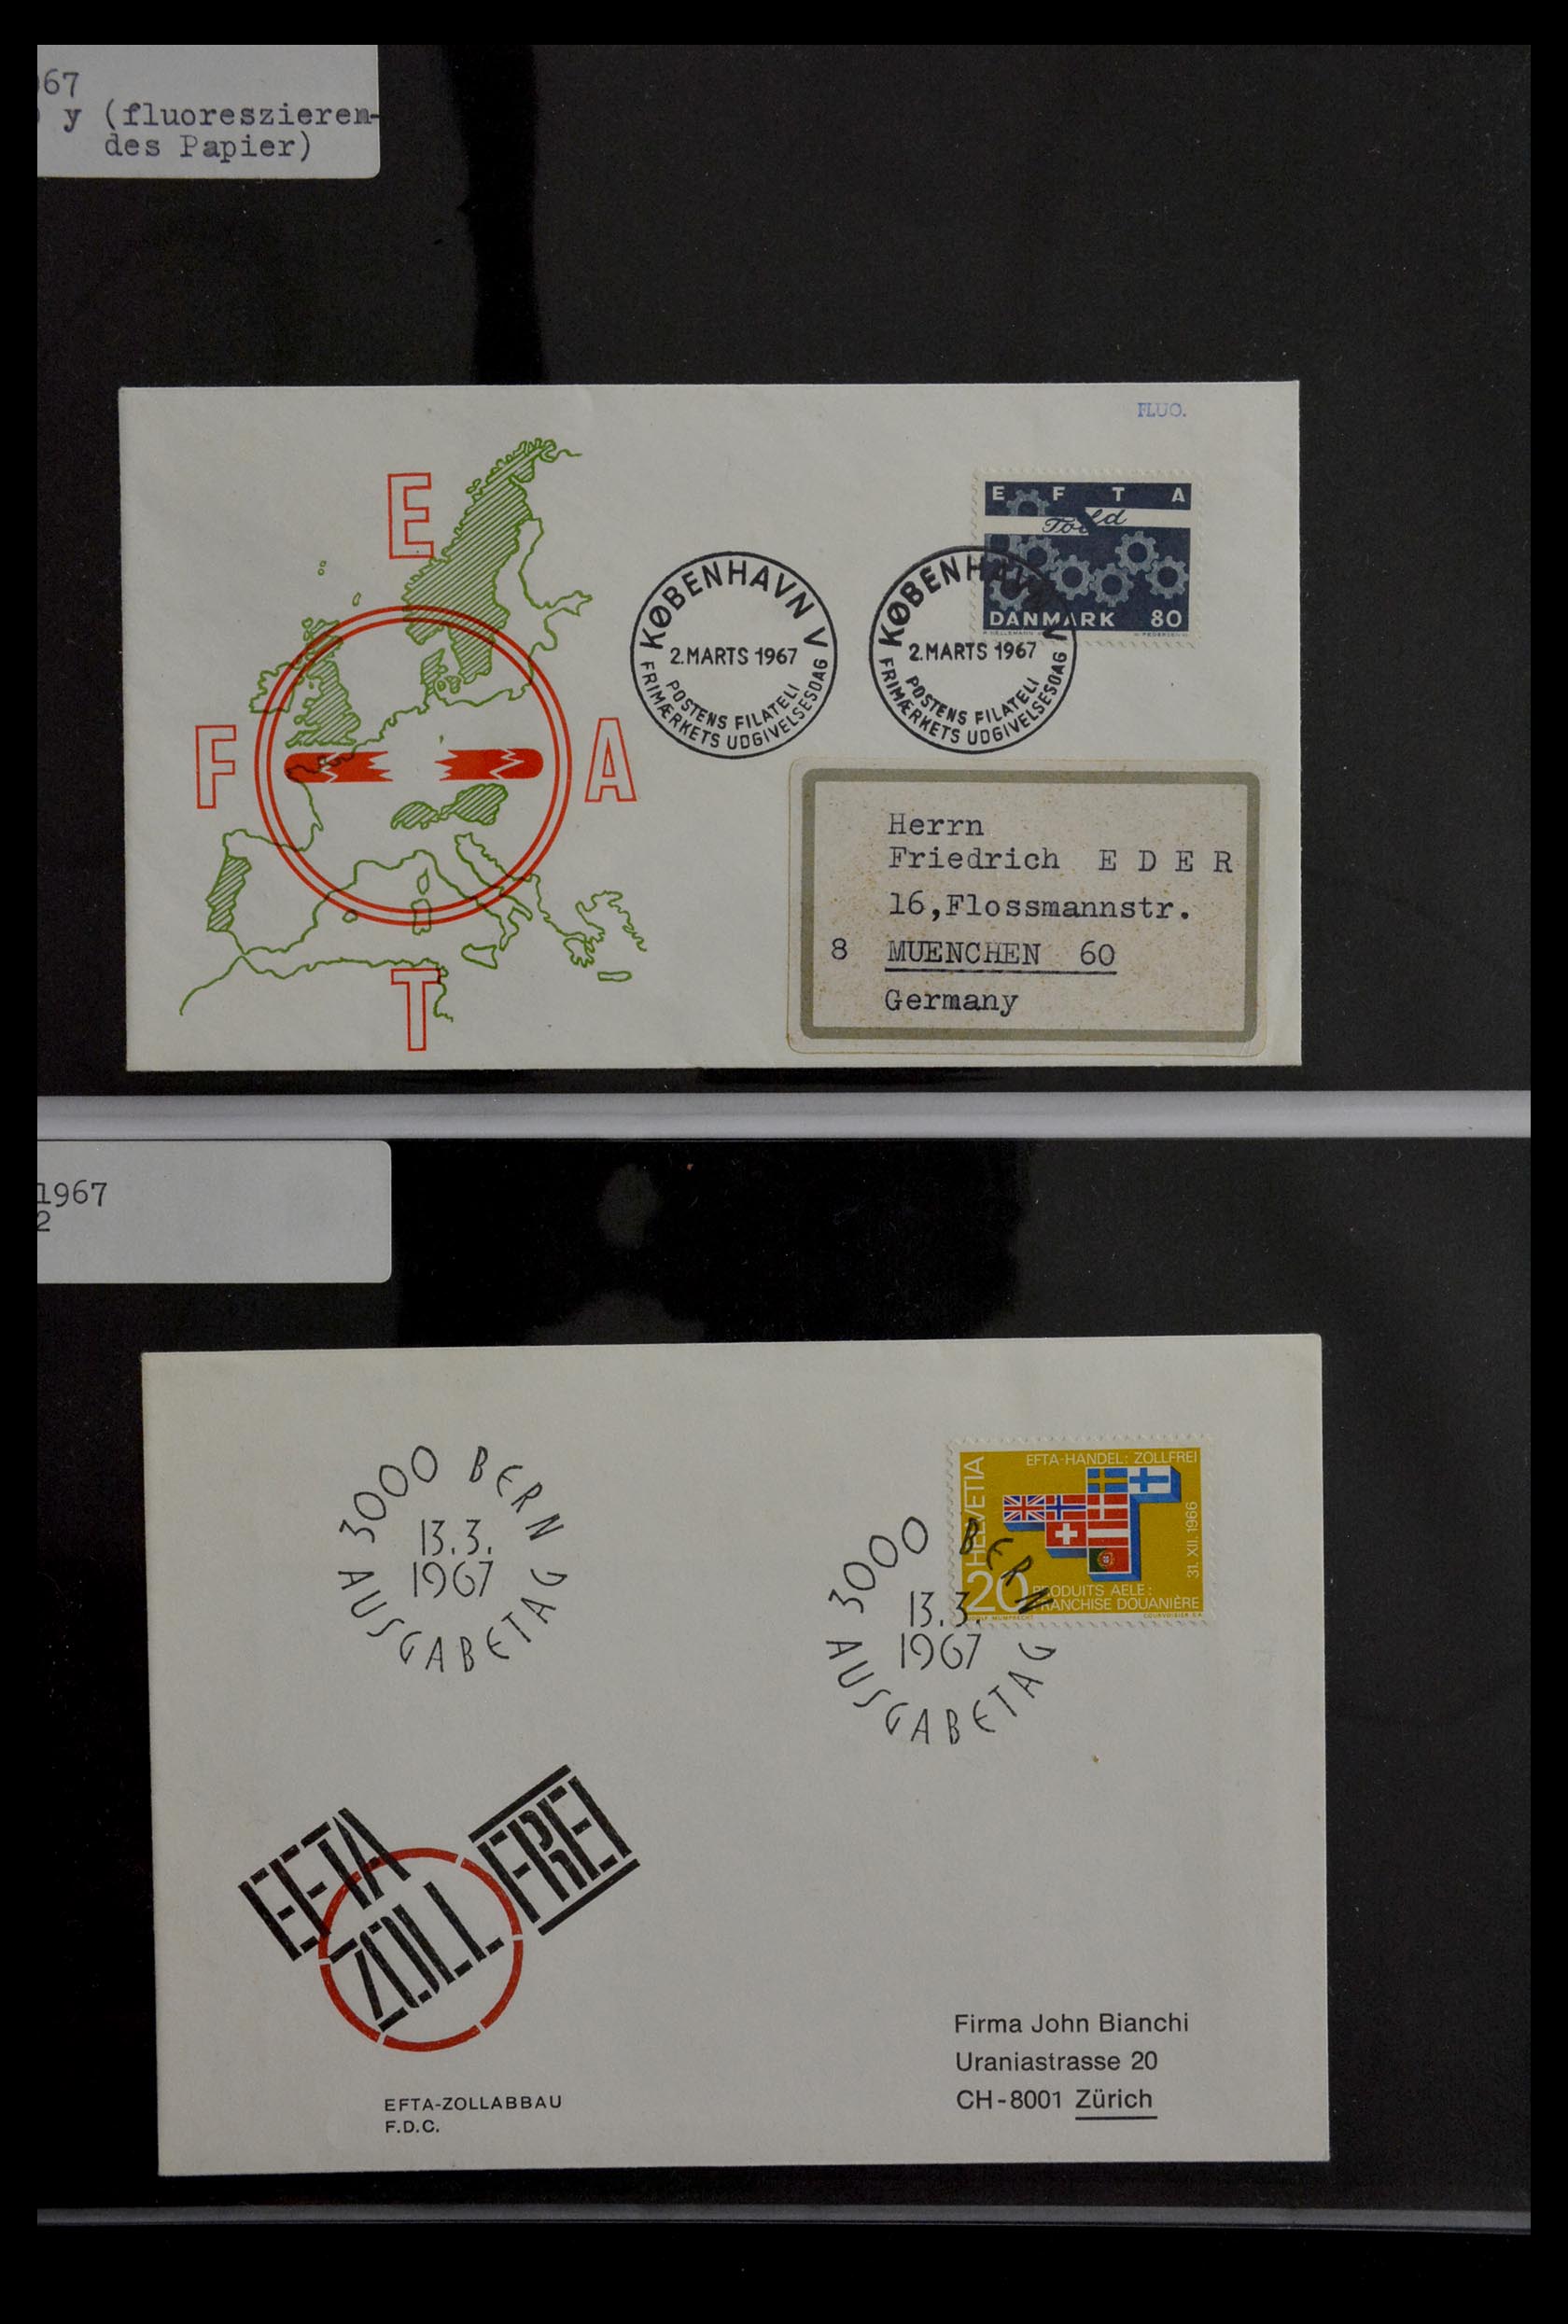 67
y (fluoreszieren-
des Papier)
FLUO.
E
F
A
T
E F T A
Told
DANMARK 80
KØBENHAVN V
2.MARTS 1967
POSTENS FILATELI
FRIMÆRKETS UDGIVELSESDAG
KØBENHAVN V
2.MARTS 1967
POSTENS FILATELI
FRIMÆRKETS UDGIVELSESDAG
Herrn
Friedrich E D E R
16,Flossmannstr.
8 MUENCHEN 60
Germany
1967
2
3000 BERN
13.3.
1967
AUSGABETAG
EFTA-HANDEL: ZOLLFREI
HELVETIA
31. XII. 1966
20
PRODUITS AELE:
FRANCHISE DOUANIÈRE
COURVOISIER S.A.
3000 BERN
13.3.
1967
AUSGABETAG
EFTA
ZOLL FREI
EFTA-ZOLLABBAU
F.D.C.
Firma John Bianchi
Uraniastrasse 20
CH-8001 Zürich